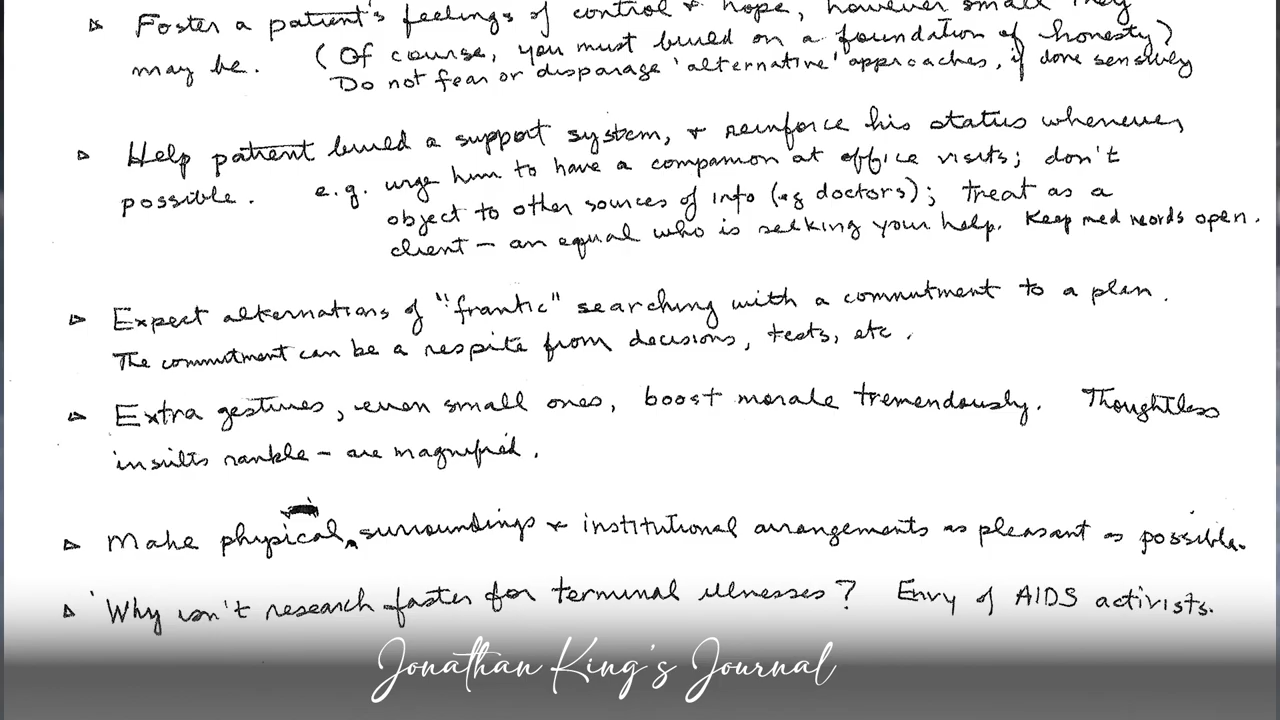 ▷ Foster a patient's feelings of control & hope, however small they
may be. (Of course, you must build on a foundation of honesty)
Do not fear or disparage 'alternative' approaches, if done sensibly
▷ Help patient build a support system, & reinforce his status whenever
possible. e.g. urge him to have a companion at office visits; don't
object to other sources of info (eg doctors); treat as a
client – an equal who is seeking your help. Keep med records open.
▷ Expect alternations of "frantic" searching with a commitment to a plan.
The commitment can be a respite from decisions, tests, etc.
▷ Extra gestures, even small ones, boost morale tremendously. Thoughtless
insults rankle – are magnified.
▷ Make physical surroundings & institutional arrangements as pleasant as possible.
▷ 'Why isn't research faster for terminal illnesses? Envy of AIDS activists.
Jonathan King's Journal